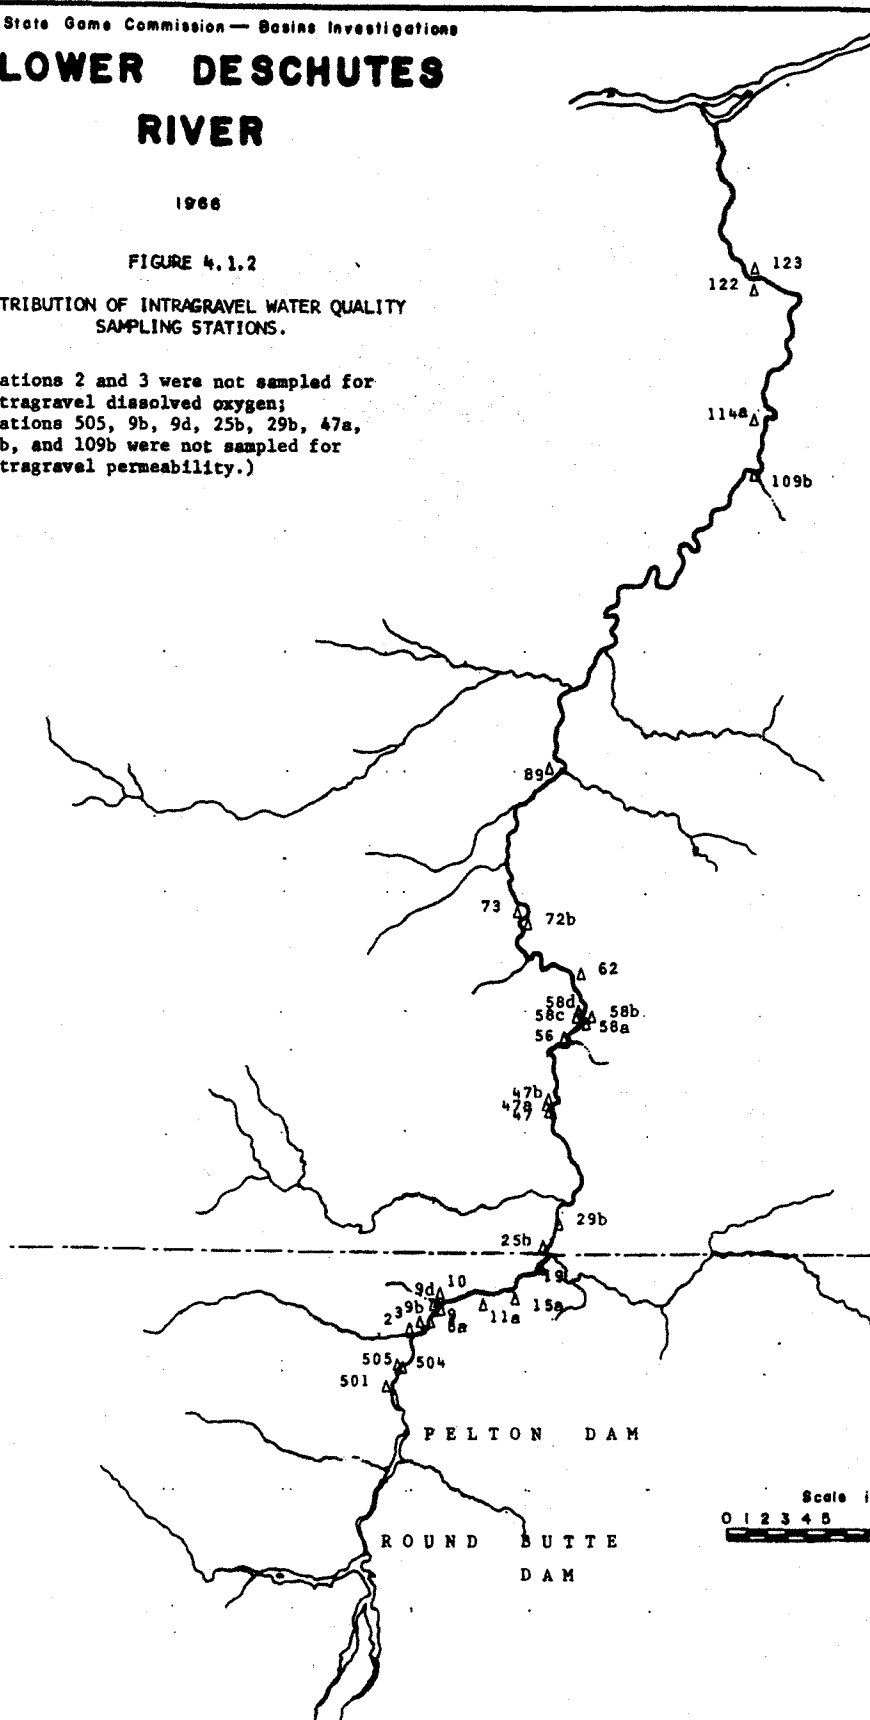 State Game Commission — Basins Investigations
LOWER DESCHUTES
RIVER
1966
FIGURE 4.1.2
TRIBUTION OF INTRAGRAVEL WATER QUALITY
SAMPLING STATIONS.
ations 2 and 3 were not sampled for
tragravel dissolved oxygen;
ations 505, 9b, 9d, 25b, 29b, 47a,
b, and 109b were not sampled for
tragravel permeability.)
123
122
114a
109b
89
73
72b
62
58d
58c
58b
58a
56
47b
47a
47
29b
25b
19
10
9d
9b
9
8a
11a
15a
2
3
505
504
501
PELTON DAM
ROUND BUTTE
DAM
Scale i
0 1 2 3 4 5